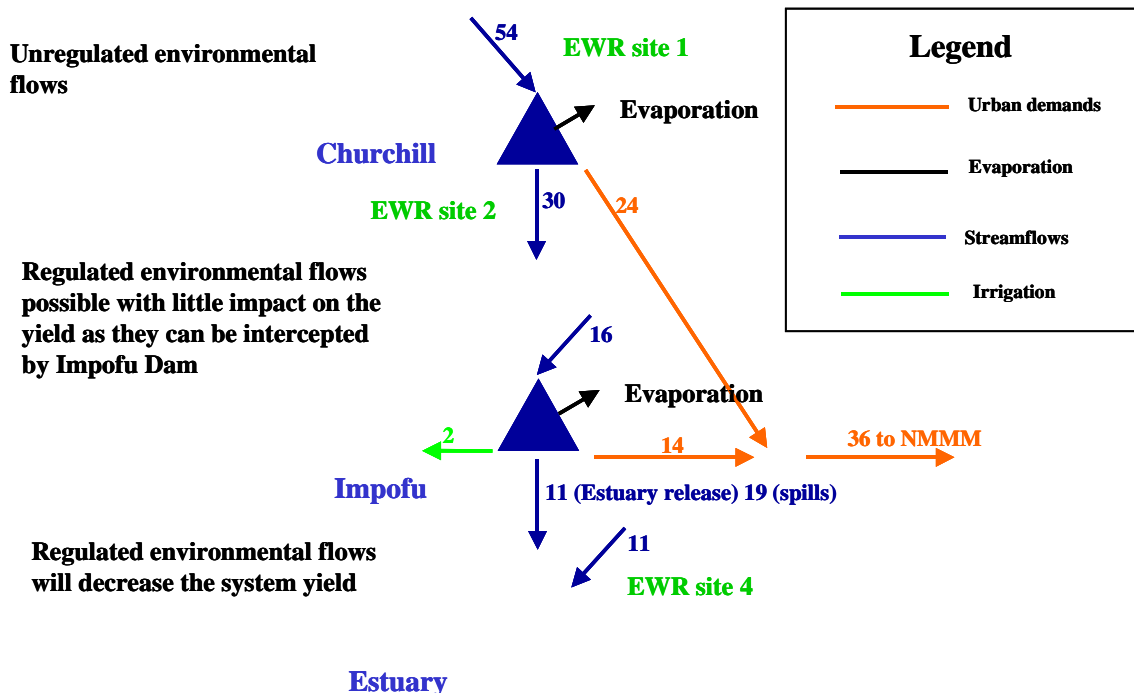 54
EWR site 1
Unregulated environmental
flows
Evaporation
Churchill
30
24
EWR site 2
Regulated environmental flows
possible with little impact on the
yield as they can be intercepted
by Impofu Dam
16
Evaporation
2
14
36 to NMMM
Impofu
11 (Estuary release) 19 (spills)
Regulated environmental flows
will decrease the system yield
11
EWR site 4
Estuary
Legend
Urban demands
Evaporation
Streamflows
Irrigation